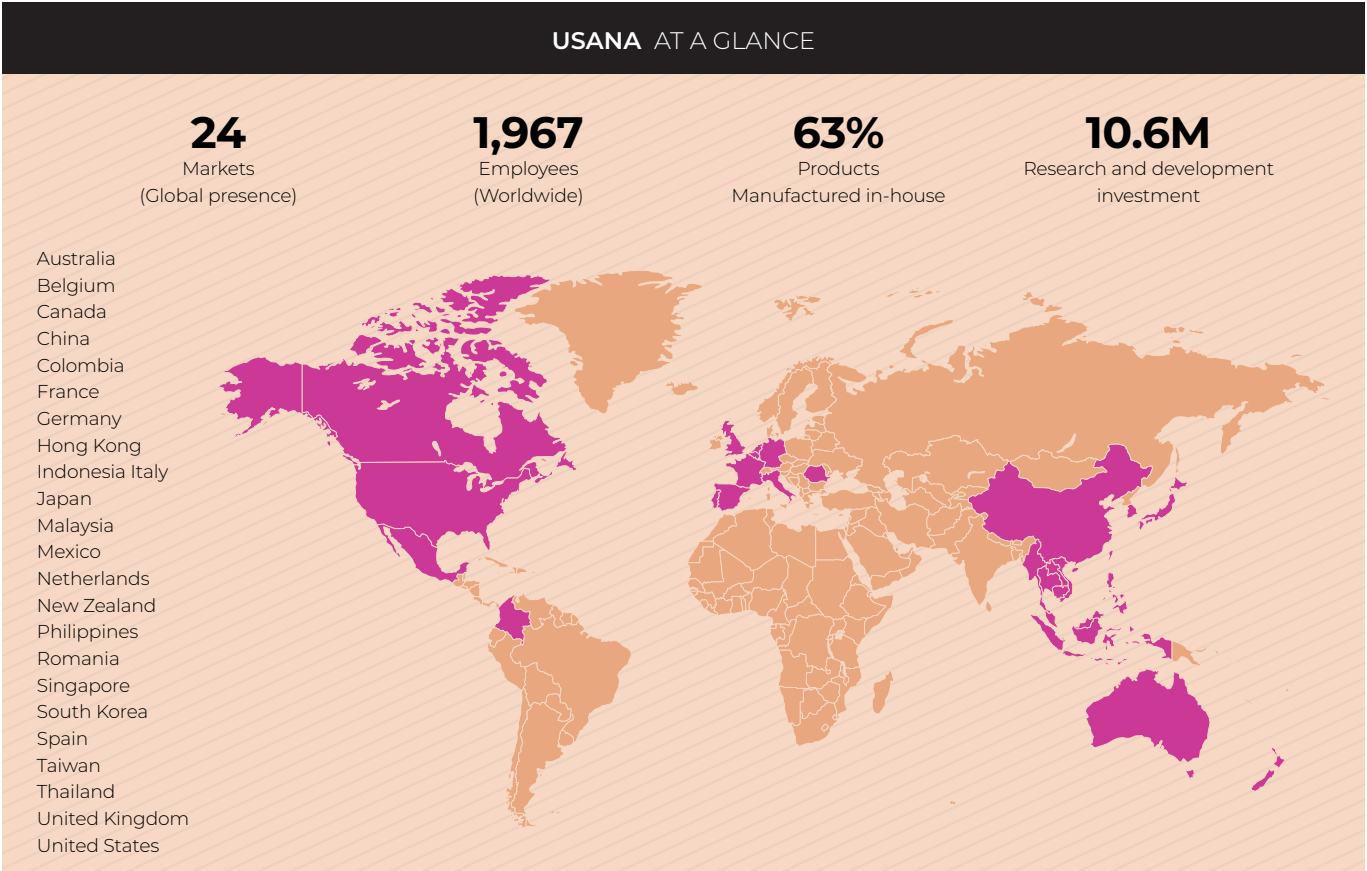 USANA AT A GLANCE
24
Markets
(Global presence)
1,967
Employees
(Worldwide)
63%
Products
Manufactured in-house
10.6M
Research and development
investment
Australia
Belgium
Canada
China
Colombia
France
Germany
Hong Kong
Indonesia Italy
Japan
Malaysia
Mexico
Netherlands
New Zealand
Philippines
Romania
Singapore
South Korea
Spain
Taiwan
Thailand
United Kingdom
United States